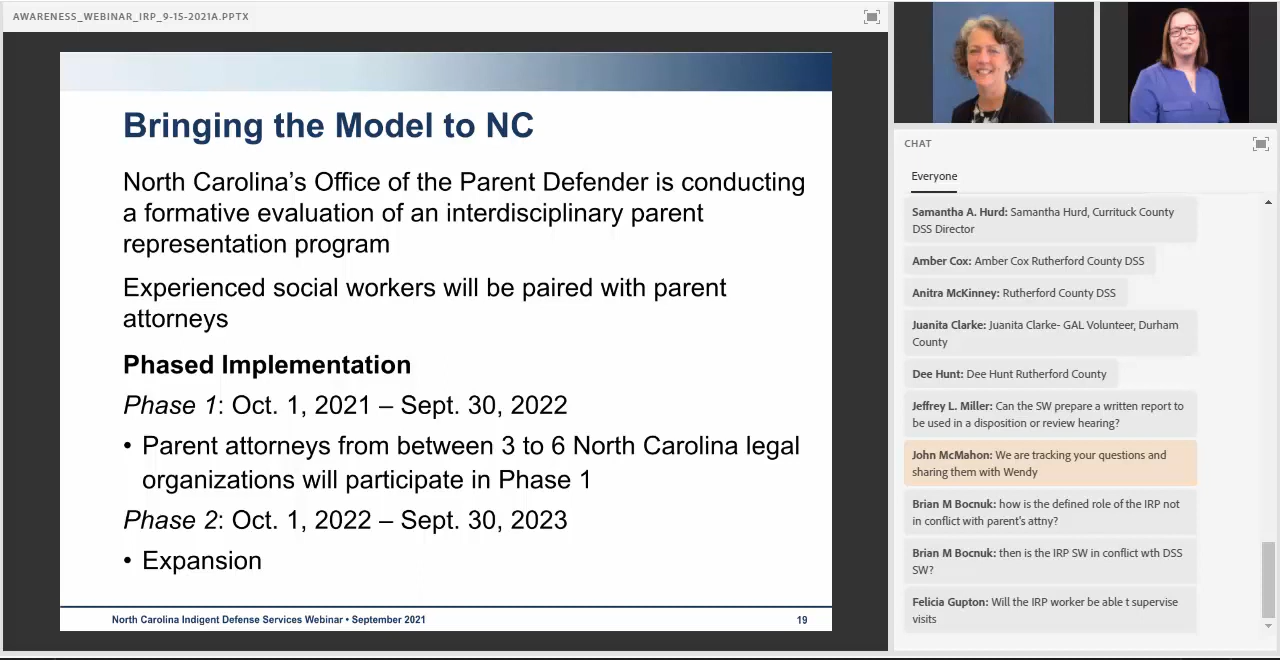 AWARENESS_WEBINAR_IRP_9-15-2021A.PPTX
Bringing the Model to NC
North Carolina’s Office of the Parent Defender is conducting
a formative evaluation of an interdisciplinary parent
representation program
Experienced social workers will be paired with parent
attorneys
Phased Implementation
Phase 1: Oct. 1, 2021 – Sept. 30, 2022
• Parent attorneys from between 3 to 6 North Carolina legal
organizations will participate in Phase 1
Phase 2: Oct. 1, 2022 – Sept. 30, 2023
• Expansion
North Carolina Indigent Defense Services Webinar • September 2021
19
CHAT
Everyone
Samantha A. Hurd: Samantha Hurd, Currituck County
DSS Director
Amber Cox: Amber Cox Rutherford County DSS
Anitra McKinney: Rutherford County DSS
Juanita Clarke: Juanita Clarke- GAL Volunteer, Durham
County
Dee Hunt: Dee Hunt Rutherford County
Jeffrey L. Miller: Can the SW prepare a written report to
be used in a disposition or review hearing?
John McMahon: We are tracking your questions and
sharing them with Wendy
Brian M Bocnuk: how is the defined role of the IRP not
in conflict with parent's attny?
Brian M Bocnuk: then is the IRP SW in conflict wth DSS
SW?
Felicia Gupton: Will the IRP worker be able t supervise
visits